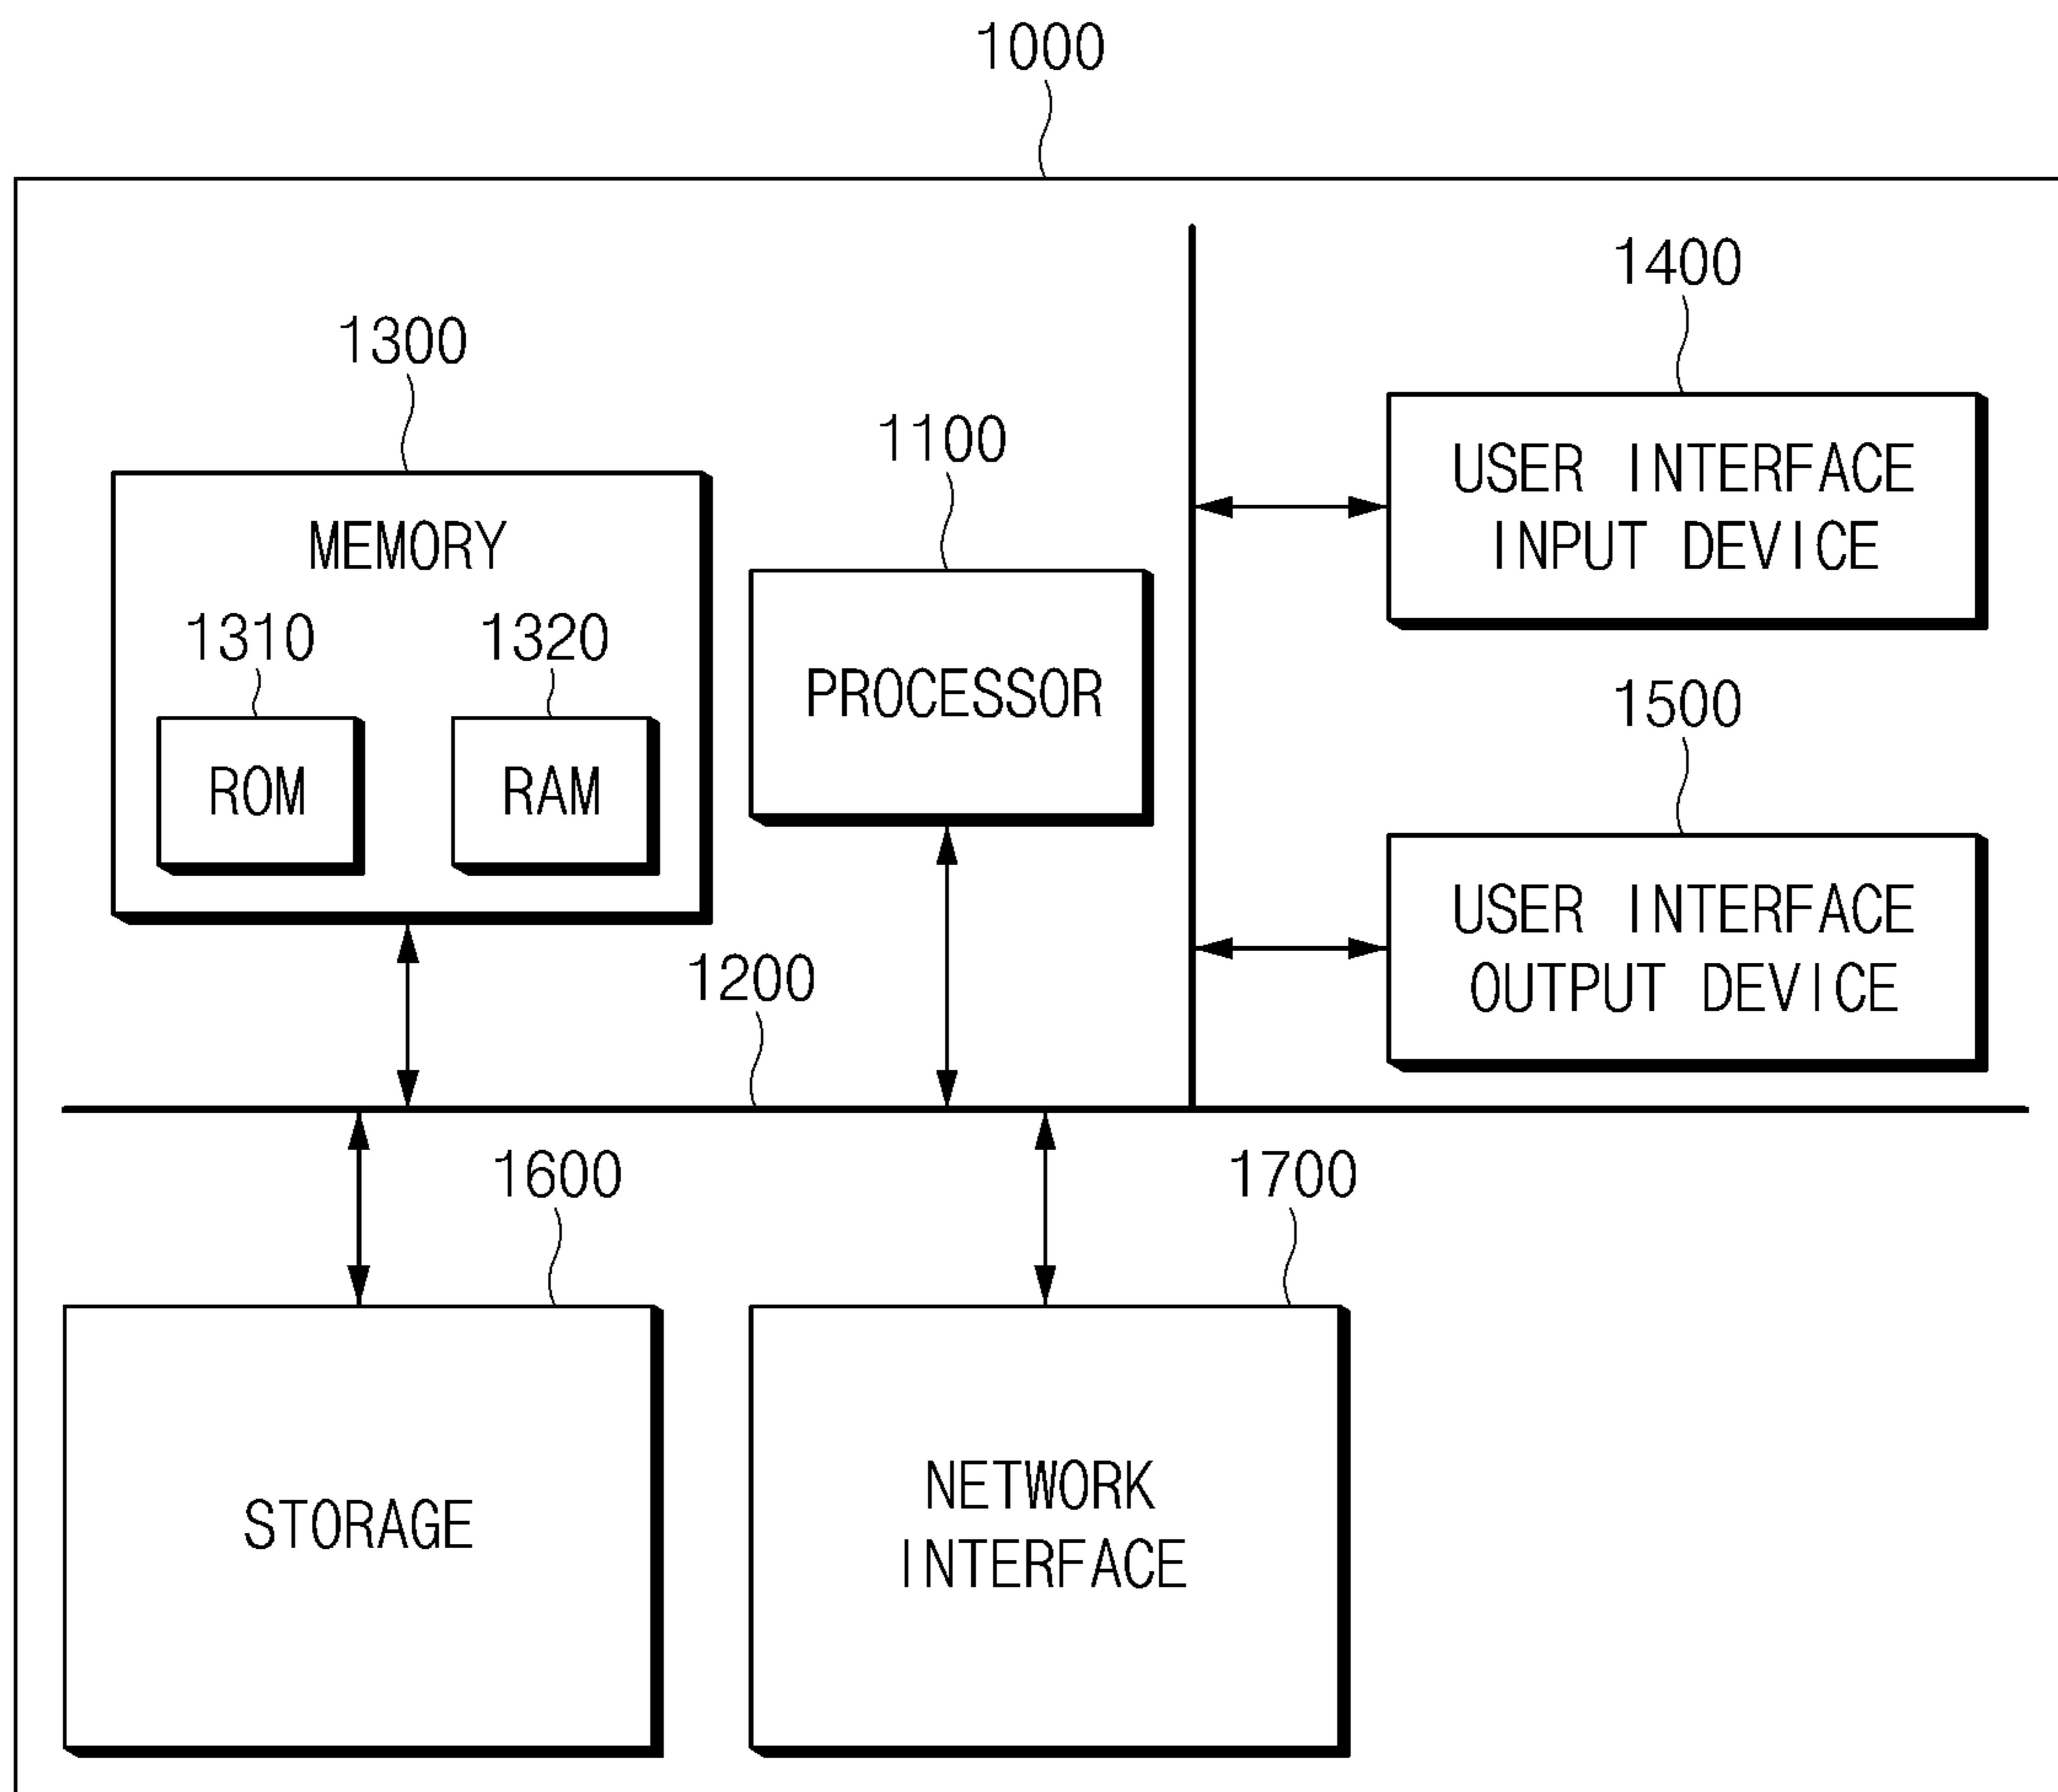 1000
1400
1300
1100
USER INTERFACE
INPUT DEVICE
MEMORY
1310
1320
PROCESSOR
1500
ROM
RAM
USER INTERFACE
OUTPUT DEVICE
1200
1600
1700
STORAGE
NETWORK
INTERFACE